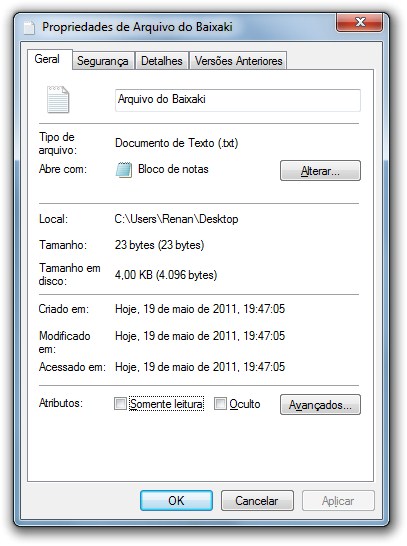 Propriedades de Arquivo do Baixaki
Geral Segurança Detalhes Versões Anteriores
Arquivo do Baixaki
Tipo de arquivo: Documento de Texto (.txt)
Abre com: Bloco de notas Alterar...
Local: C:\Users\Renan\Desktop
Tamanho: 23 bytes (23 bytes)
Tamanho em disco: 4,00 KB (4.096 bytes)
Criado em: Hoje, 19 de maio de 2011, 19:47:05
Modificado em: Hoje, 19 de maio de 2011, 19:47:05
Acessado em: Hoje, 19 de maio de 2011, 19:47:05
Atributos: Somente leitura Oculto Avançados...
OK Cancelar Aplicar